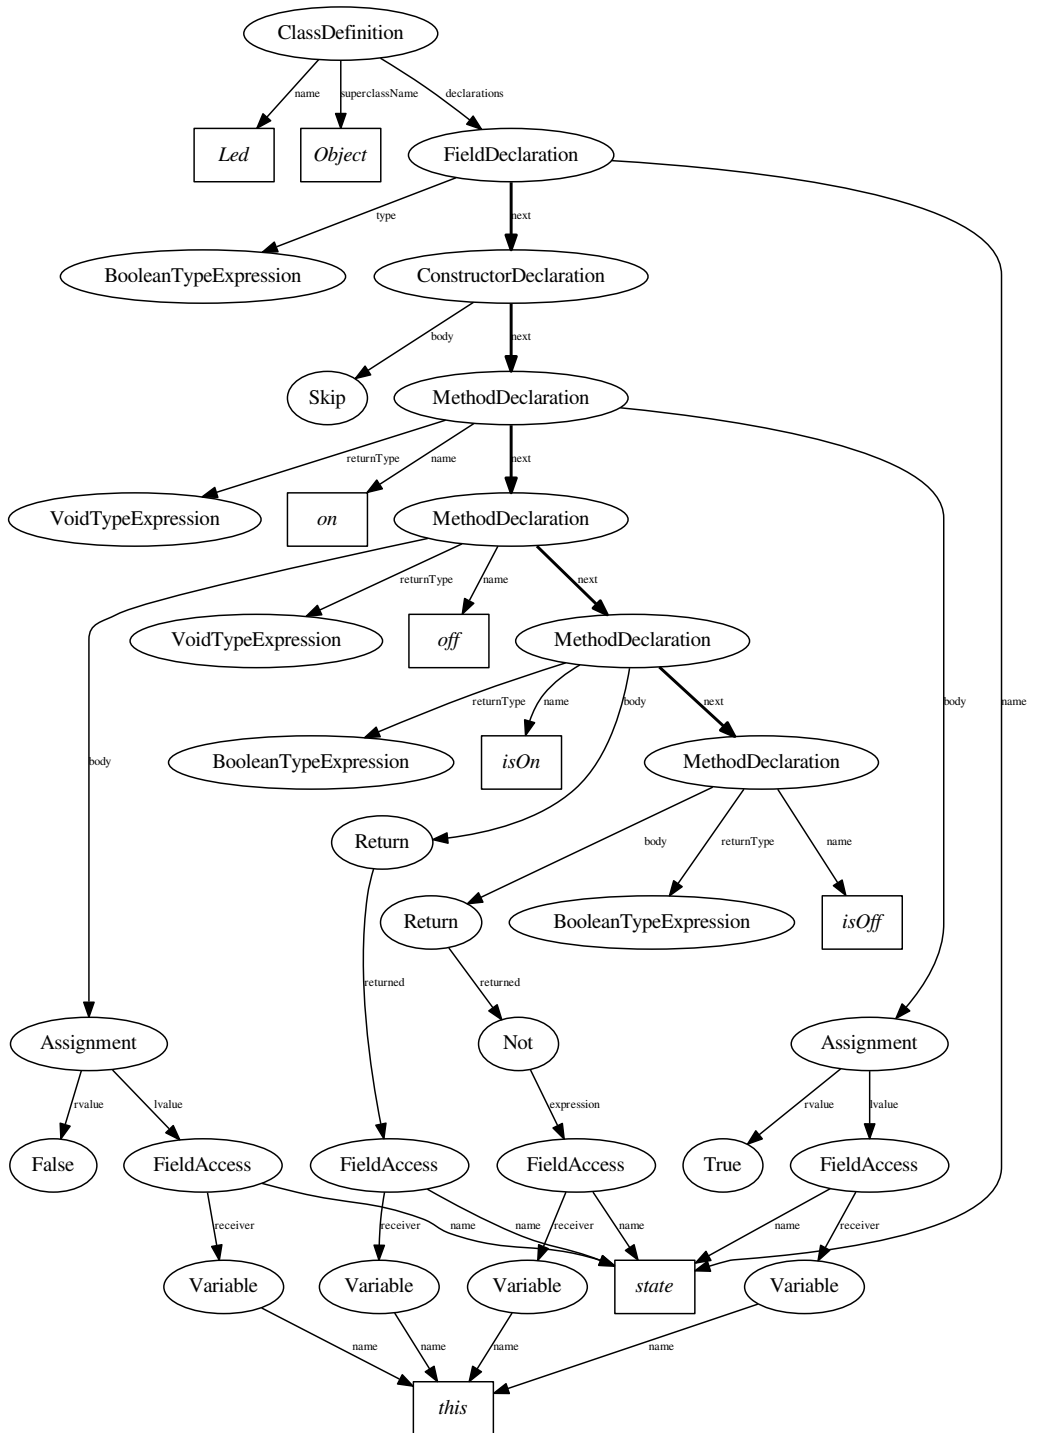 ClassDefinition
name
superclassName
declarations
Led
Object
FieldDeclaration
type
next
BooleanTypeExpression
ConstructorDeclaration
body
next
Skip
MethodDeclaration
returnType
name
next
VoidTypeExpression
on
MethodDeclaration
returnType
name
next
VoidTypeExpression
off
MethodDeclaration
returnType
name
body
next
body
name
body
BooleanTypeExpression
isOn
MethodDeclaration
Return
body
returnType
name
Return
BooleanTypeExpression
isOff
returned
returned
Assignment
Not
Assignment
rvalue
lvalue
expression
rvalue
lvalue
False
FieldAccess
FieldAccess
FieldAccess
True
FieldAccess
receiver
name
receiver
name
receiver
name
name
receiver
Variable
Variable
Variable
state
Variable
name
name
name
name
this